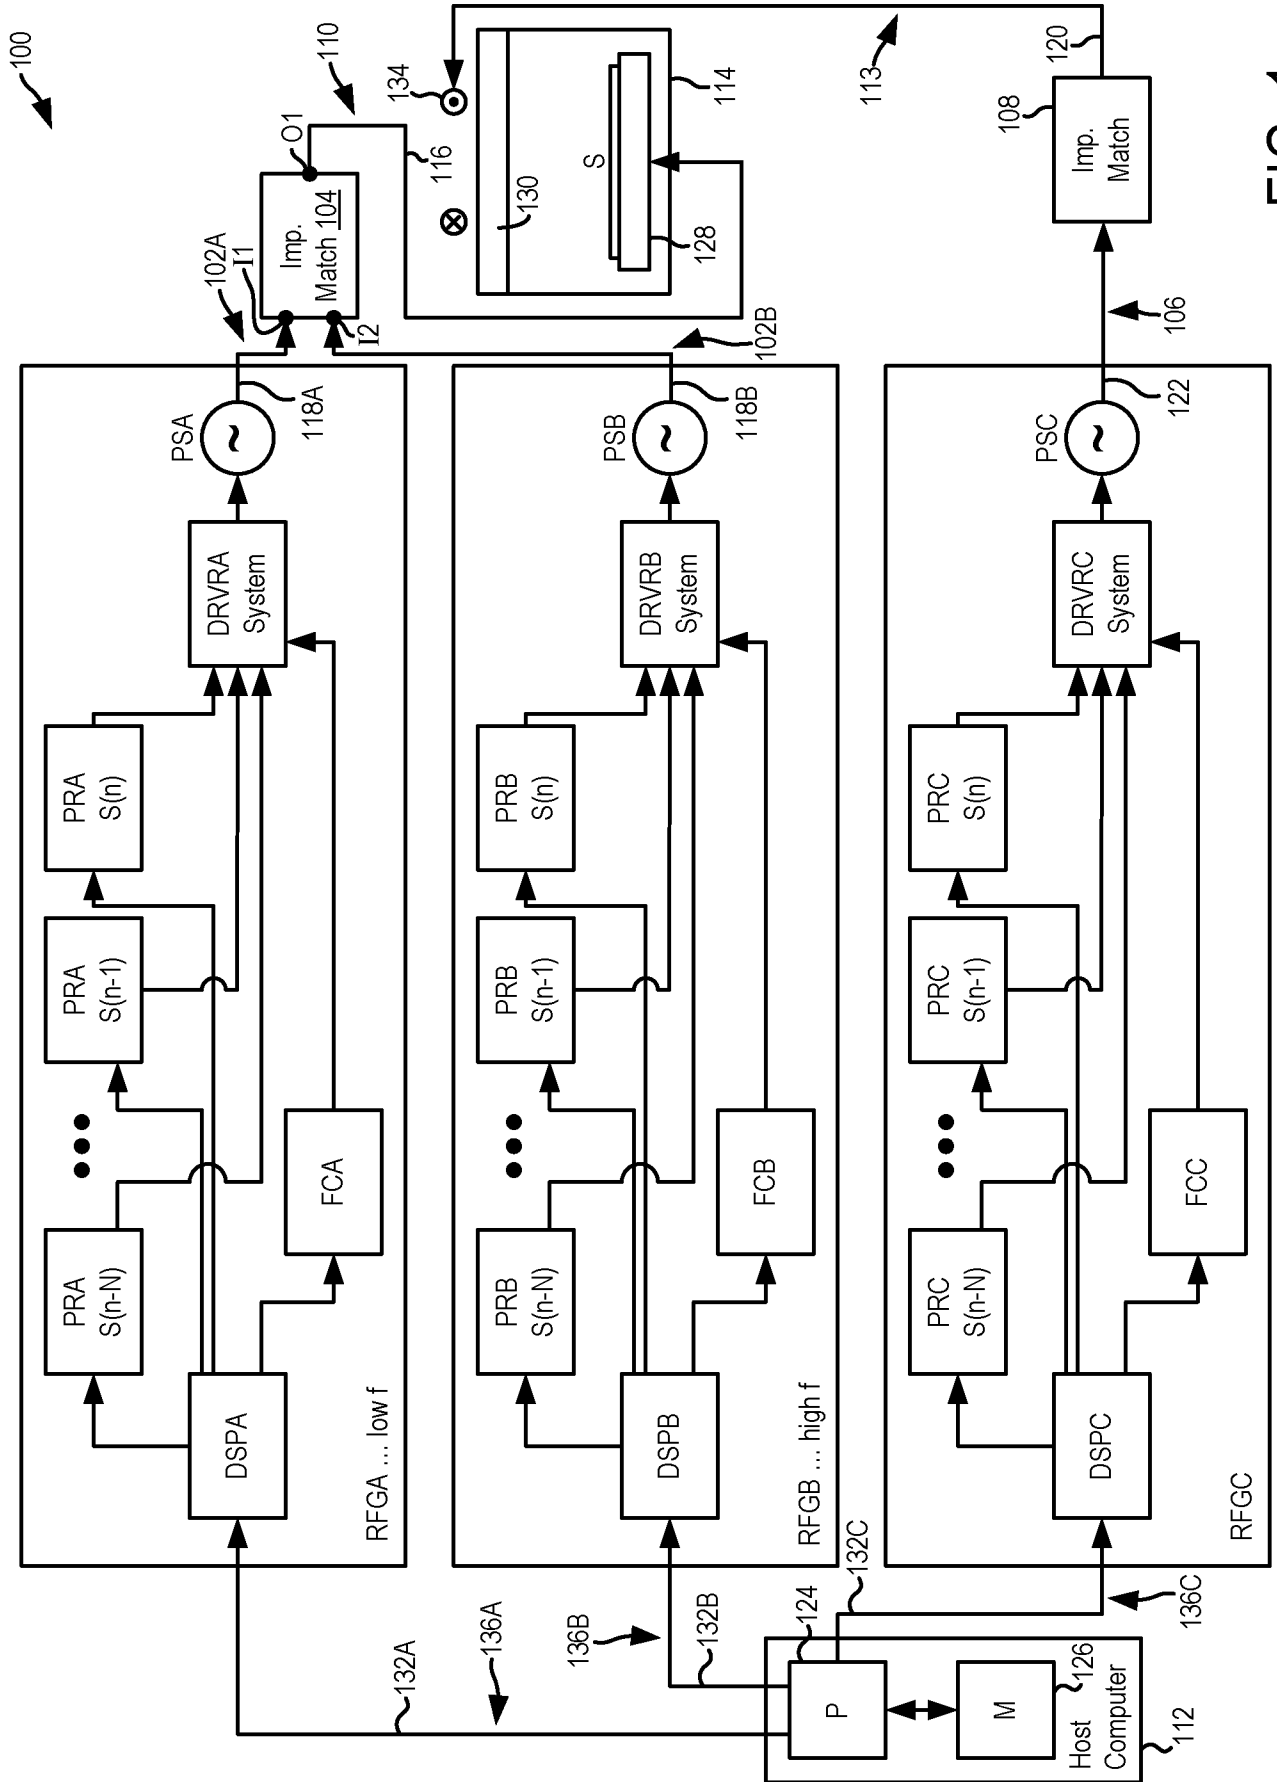 100
132A
136A
PRA
S(n-N)
PRA
S(n-1)
PRA
S(n)
DSPA
FCA
DRVRA
System
PSA
118A
RFGA ... low f
102A
I1
I2
Imp.
Match 104
O1
110
116
134
130
S
128
114
136B
132B
PRB
S(n-N)
PRB
S(n-1)
PRB
S(n)
DSPB
FCB
DRVRB
System
PSB
118B
RFGB ... high f
102B
124
P
M
126
Host
Computer
112
132C
136C
PRC
S(n-N)
PRC
S(n-1)
PRC
S(n)
DSPC
FCC
DRVRC
System
PSC
122
RFGC
106
108
Imp.
Match
120
113
FIG. 1